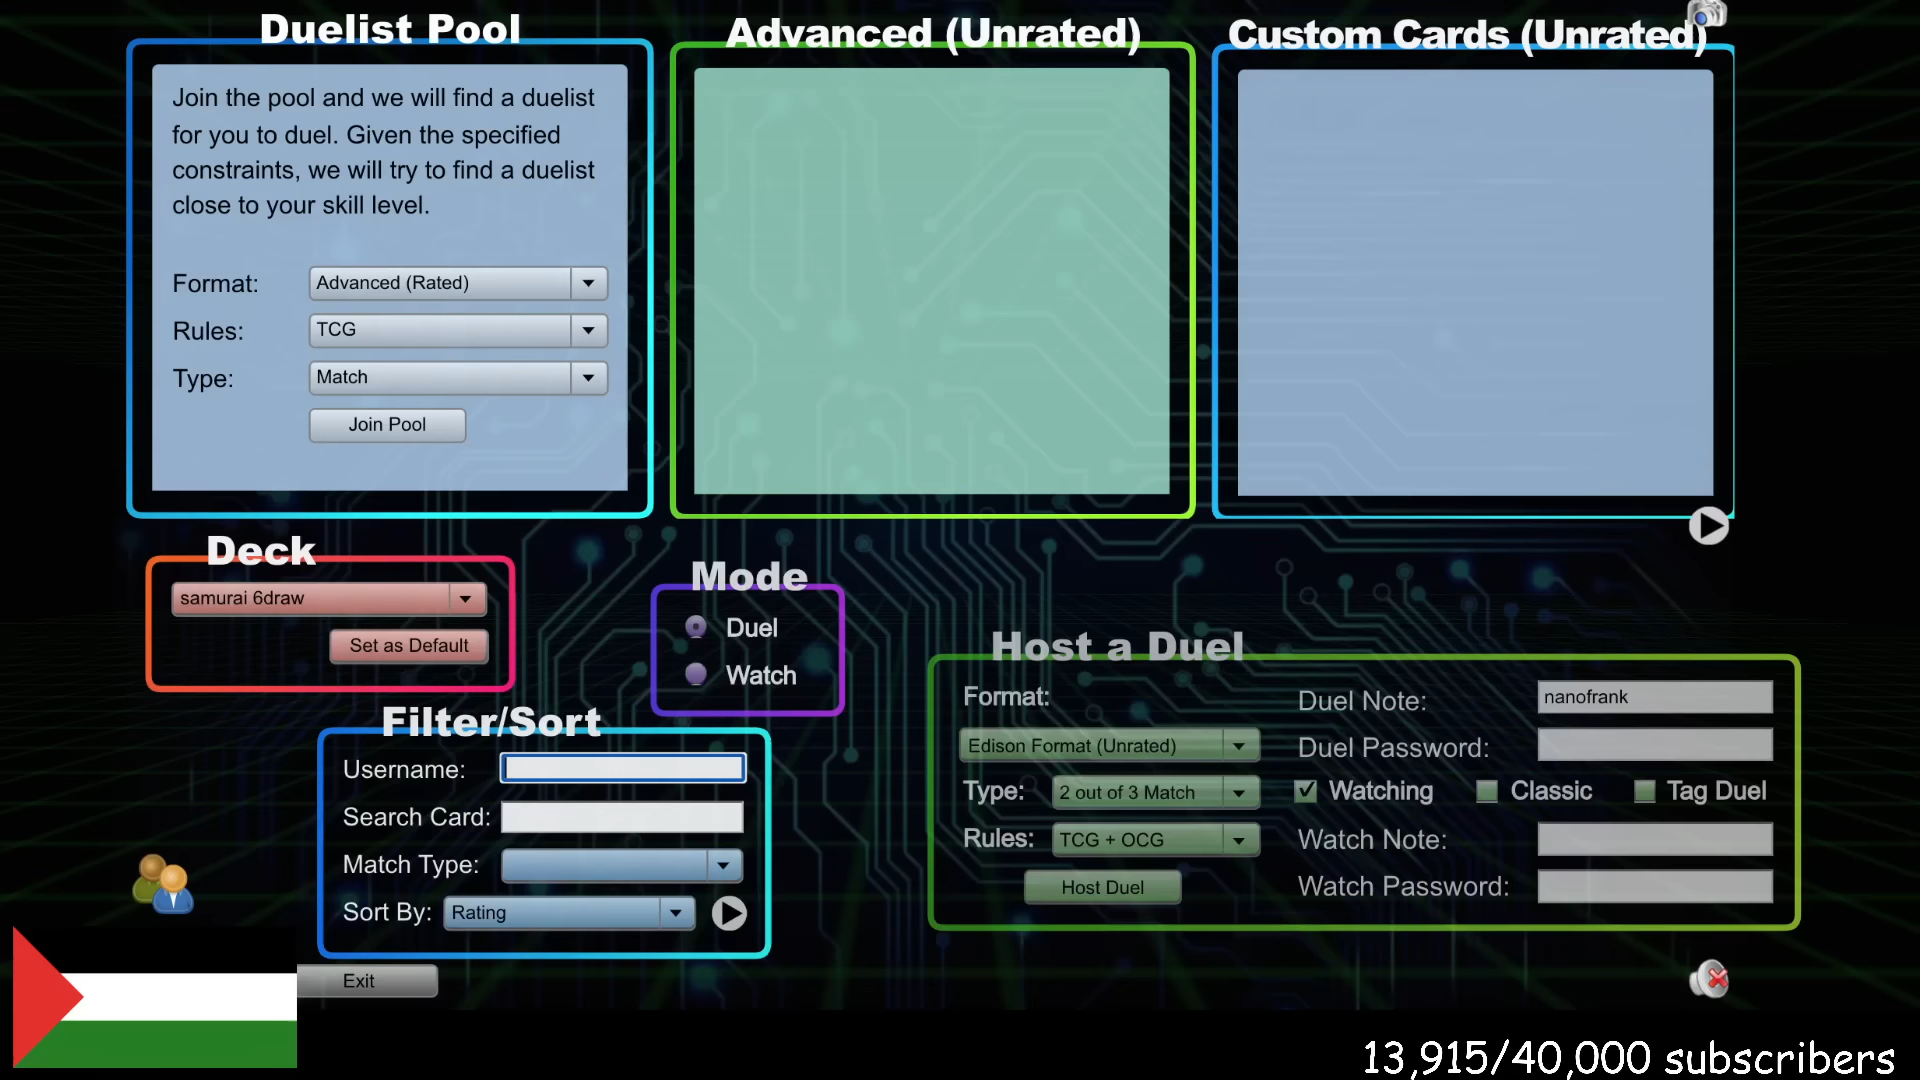 Duelist Pool
Join the pool and we will find a duelist
for you to duel. Given the specified
constraints, we will try to find a duelist
close to your skill level.
Format: Advanced (Rated)
Rules: TCG
Type: Match
Join Pool
Advanced (Unrated)
Custom Cards (Unrated)
Deck
samurai 6draw
Set as Default
Mode
Duel
Watch
Filter/Sort
Username:
Search Card:
Match Type:
Sort By: Rating
Exit
Host a Duel
Format:
Edison Format (Unrated)
Type: 2 out of 3 Match
Rules: TCG + OCG
Host Duel
Duel Note: nanofrank
Duel Password:
Watching Classic Tag Duel
Watch Note:
Watch Password:
13,915/40,000 subscribers